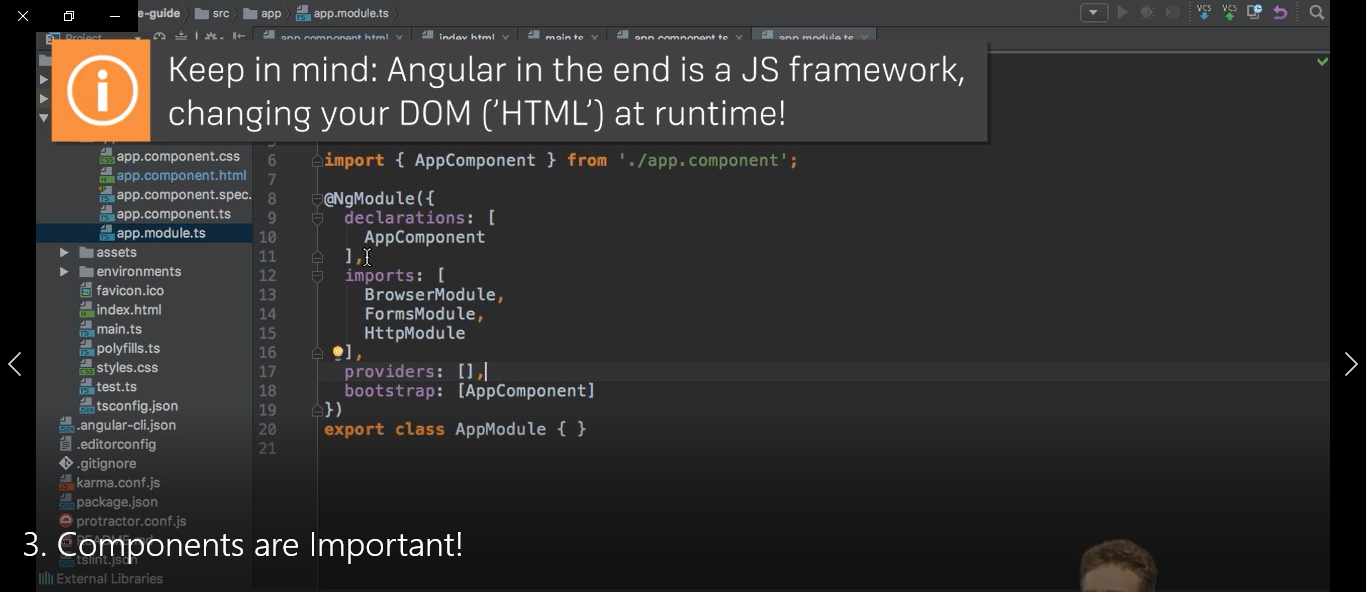 e-guide
src
app
app.module.ts
Project
app.component.html
index.html
main.ts
app.component.ts
app.module.ts
VCS
VCS
Keep in mind: Angular in the end is a JS framework,
changing your DOM ('HTML') at runtime!
app.component.css
app.component.html
app.component.spec.
app.component.ts
app.module.ts
assets
environments
favicon.ico
index.html
main.ts
polyfills.ts
styles.css
test.ts
tsconfig.json
.angular-cli.json
.editorconfig
.gitignore
karma.conf.js
package.json
protractor.conf.js
README.md
tslint.json
External Libraries
6 import { AppComponent } from './app.component';
7
8 @NgModule({
9 declarations: [
10 AppComponent
11 ],
12 imports: [
13 BrowserModule,
14 FormsModule,
15 HttpModule
16 ],
17 providers: [],
18 bootstrap: [AppComponent]
19 })
20 export class AppModule { }
21
3. Components are Important!